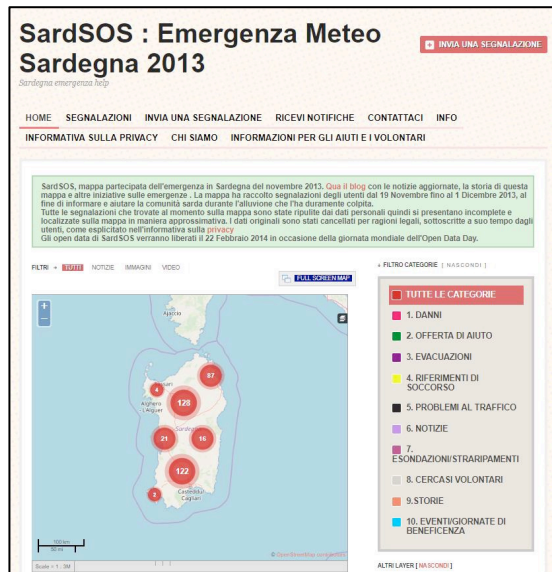 SardSOS : Emergenza Meteo
Sardegna 2013
Sardegna emergenza help
INVIA UNA SEGNALAZIONE
HOME SEGNALAZIONI INVIA UNA SEGNALAZIONE RICEVI NOTIFICHE CONTATTACI INFO
INFORMATIVA SULLA PRIVACY CHI SIAMO INFORMAZIONI PER GLI AIUTI E I VOLONTARI
SardSOS, mappa partecipata dell'emergenza in Sardegna del novembre 2013. Qua il blog con le notizie aggiornate, la storia di questa
mappa e altre iniziative sulle emergenze . La mappa ha raccolto segnalazioni degli utenti dal 19 Novembre fino al 1 Dicembre 2013, al
fine di informare e aiutare la comunità sarda durante l'alluvione che l'ha duramente colpita.
Tutte le segnalazioni che trovate al momento sulla mappa sono state ripulite dai dati personali quindi si presentano incomplete e
localizzate sulla mappa in maniera approssimativa. I dati originali sono stati cancellati per ragioni legali, sottoscritte a suo tempo dagli
utenti, come esplicitato nell'informativa sulla privacy
Gli open data di SardSOS verranno liberati il 22 Febbraio 2014 in occasione della giornata mondiale dell'Open Data Day.
FILTRI TUTTI NOTIZIE IMMAGINI VIDEO
FULL SCREEN MAP
+
−
Ajaccio
87
4
128
Alghero
L'Alguer
Sardegna
21
16
122
2
Casteddu/
Cagliari
100 km
50 mi
© OpenStreetMap contributors
Scale = 1 : 3M
FILTRO CATEGORIE [ NASCONDI ]
TUTTE LE CATEGORIE
1. DANNI
2. OFFERTA DI AIUTO
3. EVACUAZIONI
4. RIFERIMENTI DI
SOCCORSO
5. PROBLEMI AL TRAFFICO
6. NOTIZIE
7.
ESONDAZIONI/STRARIPAMENTI
8. CERCASI VOLONTARI
9.STORIE
10. EVENTI/GIORNATE DI
BENEFICENZA
ALTRI LAYER [ NASCONDI ]